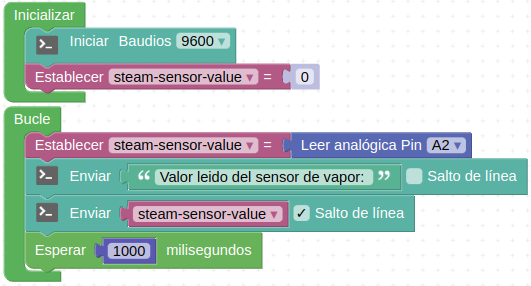 Inicializar
Iniciar Baudios 9600
Establecer steam-sensor-value = 0
Bucle
Establecer steam-sensor-value = Leer analógica Pin A2
Enviar “ Valor leido del sensor de vapor: ” Salto de línea
Enviar steam-sensor-value ✓ Salto de línea
Esperar 1000 milisegundos